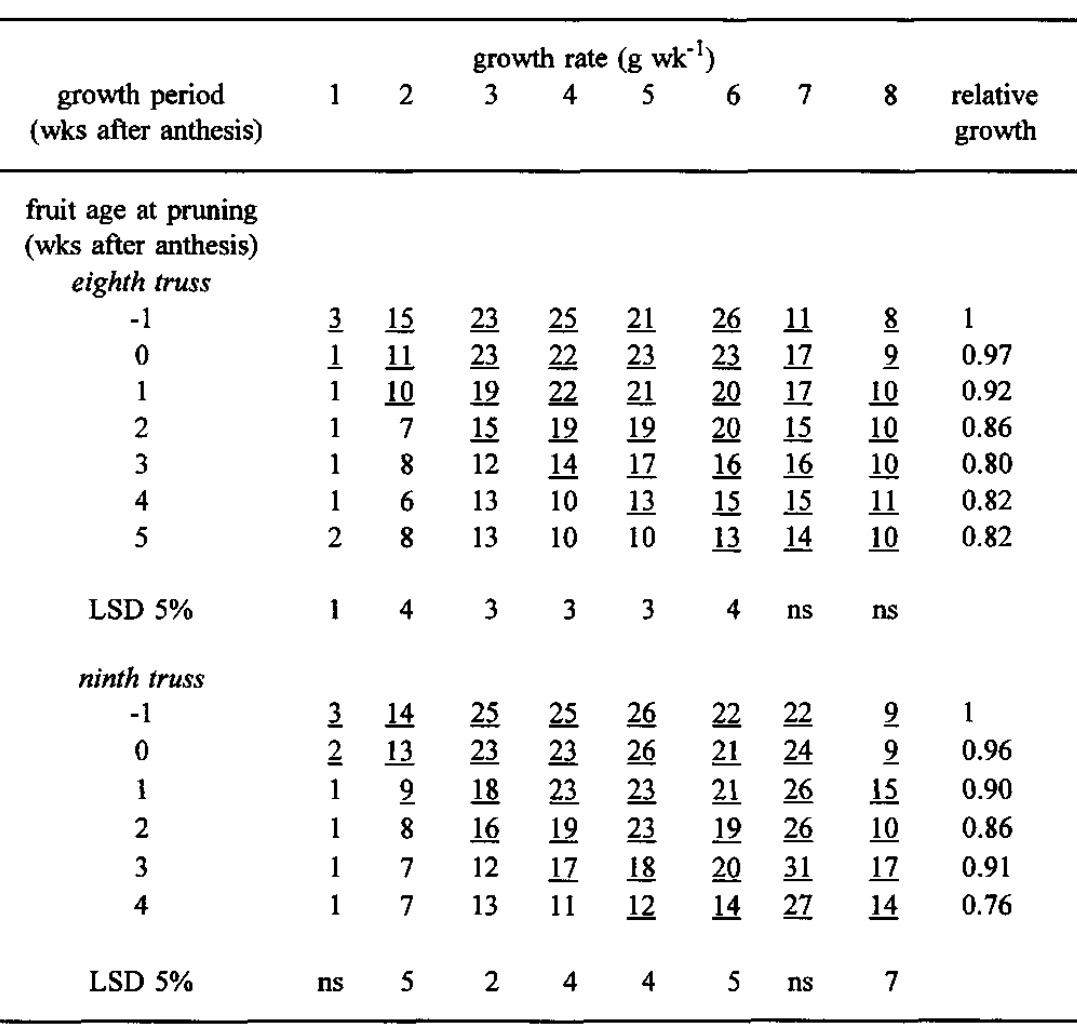 growth rate (g wk⁻¹)
growth period 1 2 3 4 5 6 7 8 relative
(wks after anthesis) growth
fruit age at pruning
(wks after anthesis)
eighth truss
-1 3 15 23 25 21 26 11 8 1
0 1 11 23 22 23 23 17 9 0.97
1 1 10 19 22 21 20 17 10 0.92
2 1 7 15 19 19 20 15 10 0.86
3 1 8 12 14 17 16 16 10 0.80
4 1 6 13 10 13 15 15 11 0.82
5 2 8 13 10 10 13 14 10 0.82
LSD 5% 1 4 3 3 3 4 ns ns
ninth truss
-1 3 14 25 25 26 22 22 9 1
0 2 13 23 23 26 21 24 9 0.96
1 1 9 18 23 23 21 26 15 0.90
2 1 8 16 19 23 19 26 10 0.86
3 1 7 12 17 18 20 31 17 0.91
4 1 7 13 11 12 14 27 14 0.76
LSD 5% ns 5 2 4 4 5 ns 7